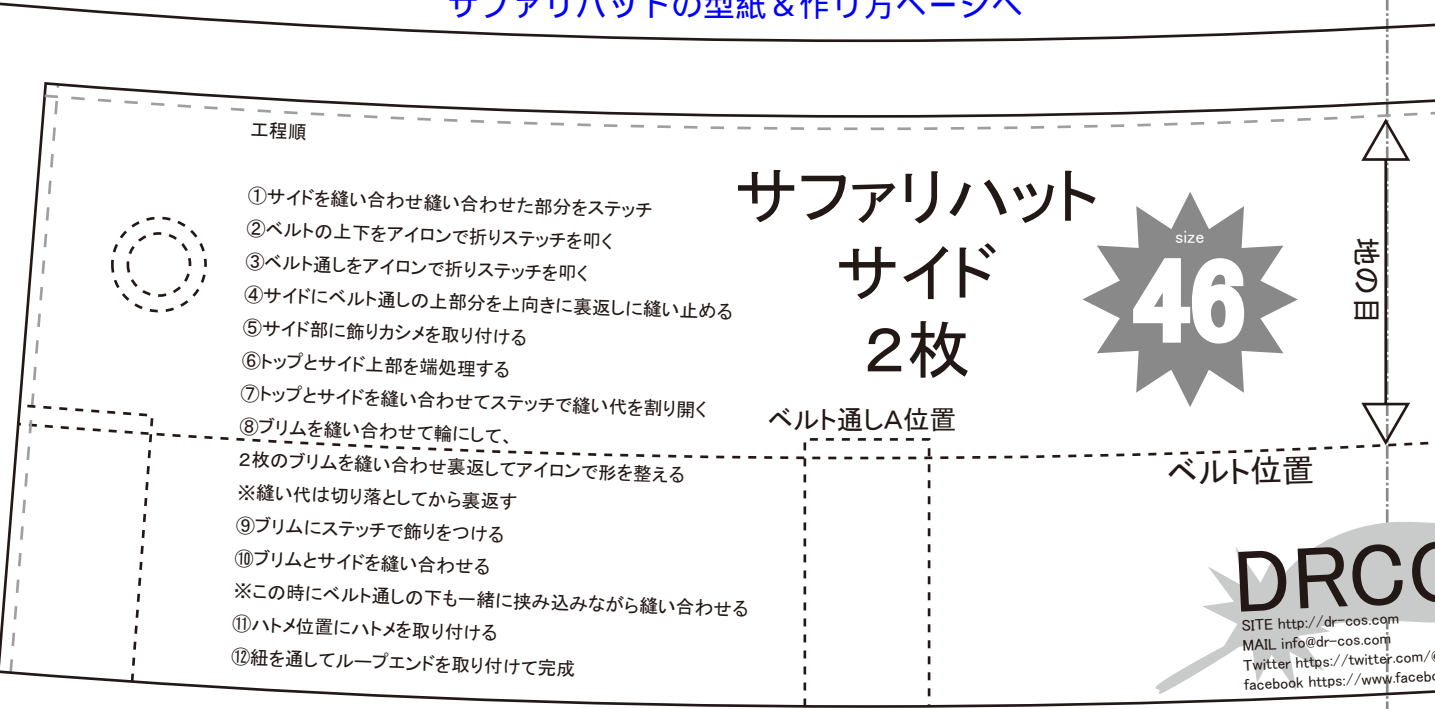 サファリハットの型紙＆作り方ページへ
工程順
①サイドを縫い合わせ縫い合わせた部分をステッチ
②ベルトの上下をアイロンで折りステッチを叩く
③ベルト通しをアイロンで折りステッチを叩く
④サイドにベルト通しの上部分を上向きに裏返しに縫い止める
⑤サイド部に飾りカシメを取り付ける
⑥トップとサイド上部を端処理する
⑦トップとサイドを縫い合わせてステッチで縫い代を割り開く
⑧ブリムを縫い合わせて輪にして、
2枚のブリムを縫い合わせ裏返してアイロンで形を整える
※縫い代は切り落としてから裏返す
⑨ブリムにステッチで飾りをつける
⑩ブリムとサイドを縫い合わせる
※この時にベルト通しの下も一緒に挟み込みながら縫い合わせる
⑪ハトメ位置にハトメを取り付ける
⑫紐を通してループエンドを取り付けて完成
サファリハット
サイド
２枚
size
46
地の目
ベルト通しA位置
ベルト位置
DRCO
SITE http://dr-cos.com
MAIL info@dr-cos.com
Twitter https://twitter.com/@
facebook https://www.facebo